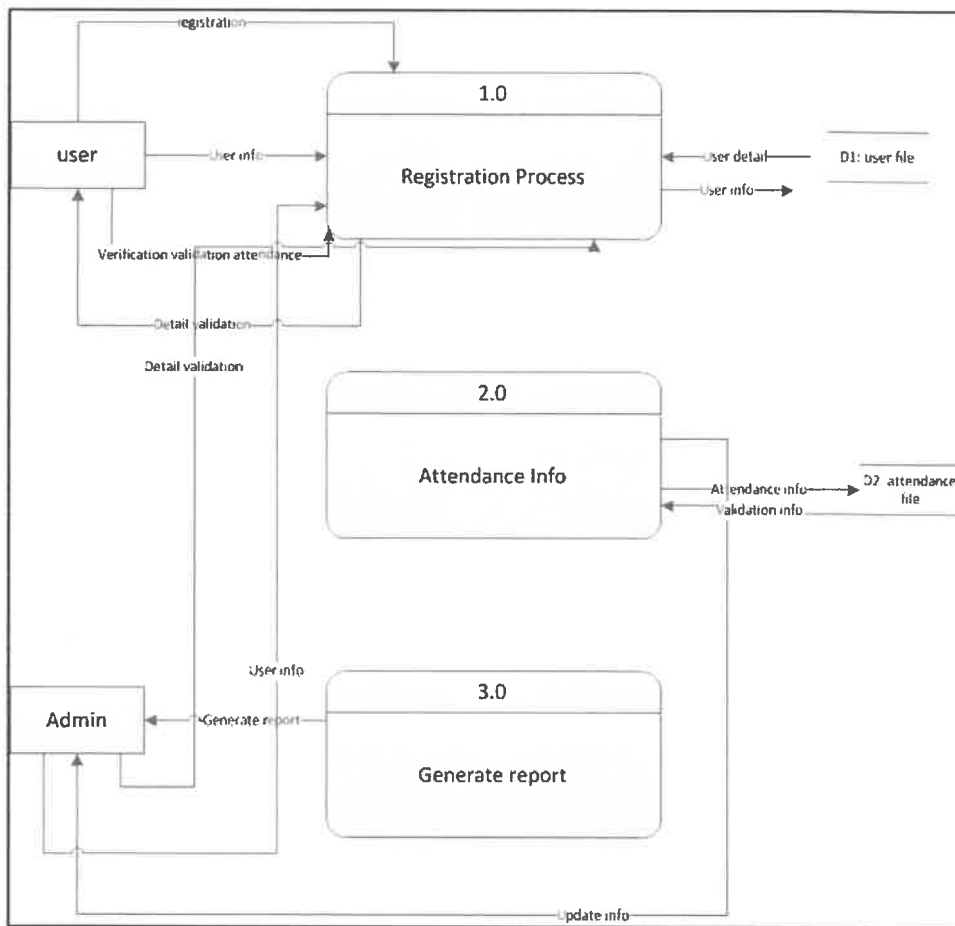 registration
1.0
user
User info
Registration Process
User detail
D1: user file
User info
Verification validation attendance
Detail validation
Detail validation
2.0
Attendance Info
Attendance info
D2 attendance
file
Validation info
User info
3.0
Admin
Generate report
Generate report
Update info